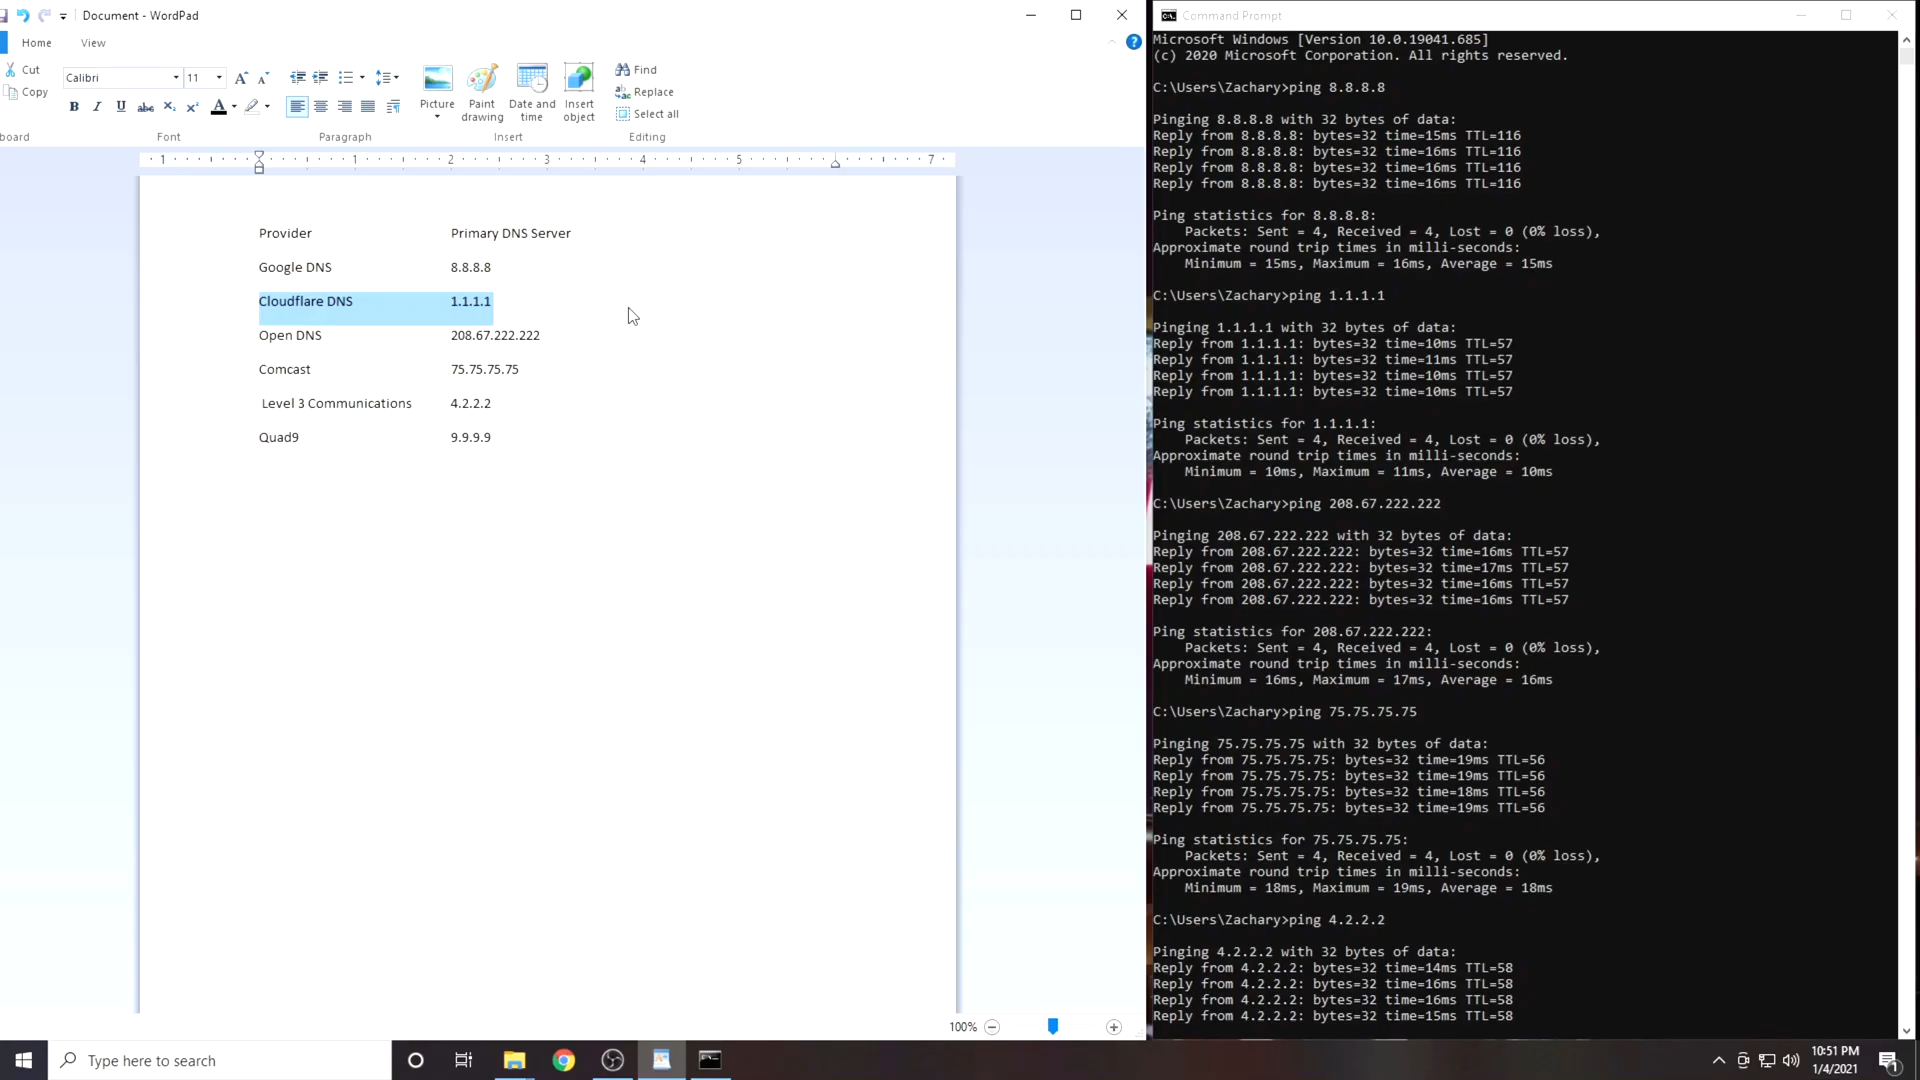 Document - WordPad
Home
View
Cut
Copy
Calibri
11
Find
Replace
Select all
Picture
Paint drawing
Date and time
Insert object
board
Font
Paragraph
Insert
Editing
1 1 2 3 4 5 7
Provider Primary DNS Server
Google DNS 8.8.8.8
Cloudflare DNS 1.1.1.1
Open DNS 208.67.222.222
Comcast 75.75.75.75
Level 3 Communications 4.2.2.2
Quad9 9.9.9.9
100%
Command Prompt
Microsoft Windows [Version 10.0.19041.685]
(c) 2020 Microsoft Corporation. All rights reserved.
C:\Users\Zachary>ping 8.8.8.8
Pinging 8.8.8.8 with 32 bytes of data:
Reply from 8.8.8.8: bytes=32 time=15ms TTL=116
Reply from 8.8.8.8: bytes=32 time=16ms TTL=116
Reply from 8.8.8.8: bytes=32 time=16ms TTL=116
Reply from 8.8.8.8: bytes=32 time=16ms TTL=116
Ping statistics for 8.8.8.8:
Packets: Sent = 4, Received = 4, Lost = 0 (0% loss),
Approximate round trip times in milli-seconds:
Minimum = 15ms, Maximum = 16ms, Average = 15ms
C:\Users\Zachary>ping 1.1.1.1
Pinging 1.1.1.1 with 32 bytes of data:
Reply from 1.1.1.1: bytes=32 time=10ms TTL=57
Reply from 1.1.1.1: bytes=32 time=11ms TTL=57
Reply from 1.1.1.1: bytes=32 time=10ms TTL=57
Reply from 1.1.1.1: bytes=32 time=10ms TTL=57
Ping statistics for 1.1.1.1:
Packets: Sent = 4, Received = 4, Lost = 0 (0% loss),
Approximate round trip times in milli-seconds:
Minimum = 10ms, Maximum = 11ms, Average = 10ms
C:\Users\Zachary>ping 208.67.222.222
Pinging 208.67.222.222 with 32 bytes of data:
Reply from 208.67.222.222: bytes=32 time=16ms TTL=57
Reply from 208.67.222.222: bytes=32 time=17ms TTL=57
Reply from 208.67.222.222: bytes=32 time=16ms TTL=57
Reply from 208.67.222.222: bytes=32 time=16ms TTL=57
Ping statistics for 208.67.222.222:
Packets: Sent = 4, Received = 4, Lost = 0 (0% loss),
Approximate round trip times in milli-seconds:
Minimum = 16ms, Maximum = 17ms, Average = 16ms
C:\Users\Zachary>ping 75.75.75.75
Pinging 75.75.75.75 with 32 bytes of data:
Reply from 75.75.75.75: bytes=32 time=19ms TTL=56
Reply from 75.75.75.75: bytes=32 time=19ms TTL=56
Reply from 75.75.75.75: bytes=32 time=18ms TTL=56
Reply from 75.75.75.75: bytes=32 time=19ms TTL=56
Ping statistics for 75.75.75.75:
Packets: Sent = 4, Received = 4, Lost = 0 (0% loss),
Approximate round trip times in milli-seconds:
Minimum = 18ms, Maximum = 19ms, Average = 18ms
C:\Users\Zachary>ping 4.2.2.2
Pinging 4.2.2.2 with 32 bytes of data:
Reply from 4.2.2.2: bytes=32 time=14ms TTL=58
Reply from 4.2.2.2: bytes=32 time=16ms TTL=58
Reply from 4.2.2.2: bytes=32 time=16ms TTL=58
Reply from 4.2.2.2: bytes=32 time=15ms TTL=58
Type here to search
10:51 PM
1/4/2021
1